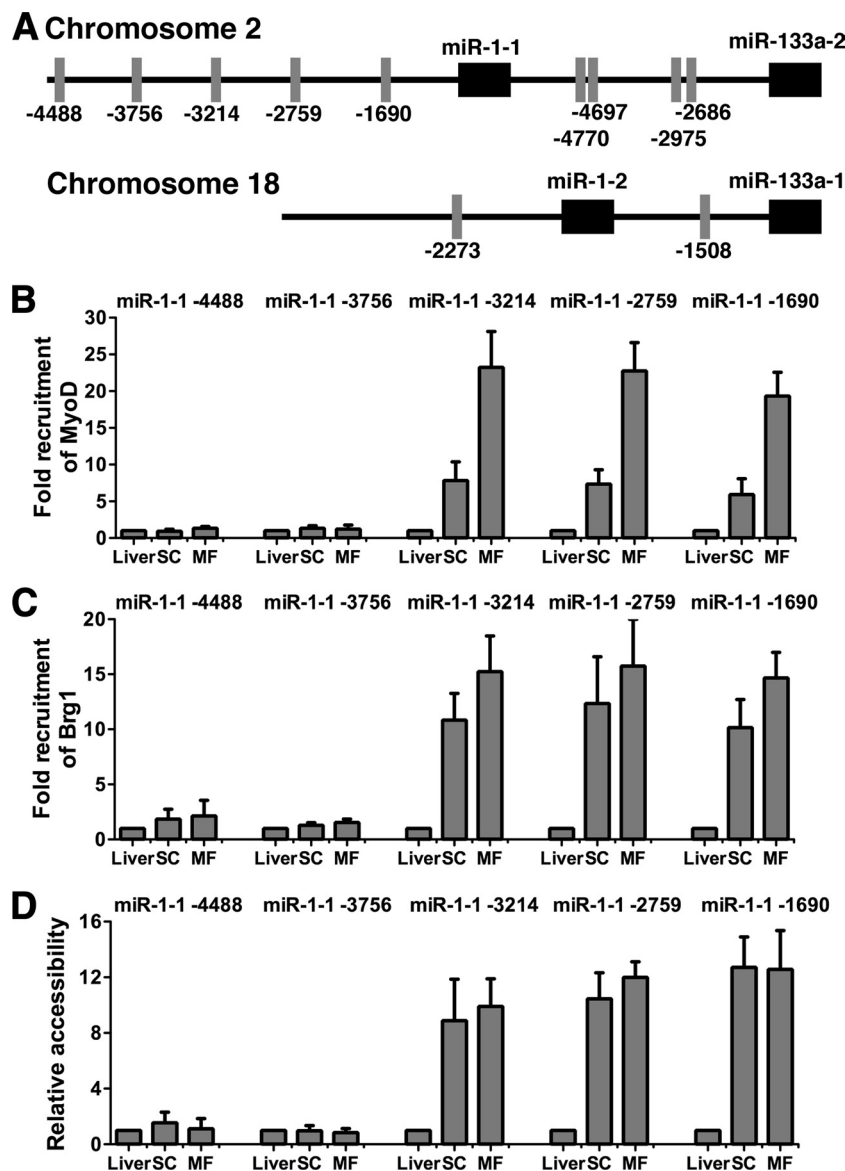 A Chromosome 2
miR-1-1
miR-133a-2
-4488 -3756 -3214 -2759 -1690 -4697 -2686
-4770 -2975
Chromosome 18
miR-1-2
miR-133a-1
-2273 -1508
B
miR-1-1 -4488 miR-1-1 -3756 miR-1-1 -3214 miR-1-1 -2759 miR-1-1 -1690
Fold recruitment
of MyoD
30
25
20
15
10
5
0
Liver SC MF Liver SC MF Liver SC MF Liver SC MF Liver SC MF
C
miR-1-1 -4488 miR-1-1 -3756 miR-1-1 -3214 miR-1-1 -2759 miR-1-1 -1690
Fold recruitment
of Brg1
20
15
10
5
0
Liver SC MF Liver SC MF Liver SC MF Liver SC MF Liver SC MF
D
miR-1-1 -4488 miR-1-1 -3756 miR-1-1 -3214 miR-1-1 -2759 miR-1-1 -1690
Relative accessibility
16
12
8
4
0
Liver SC MF Liver SC MF Liver SC MF Liver SC MF Liver SC MF